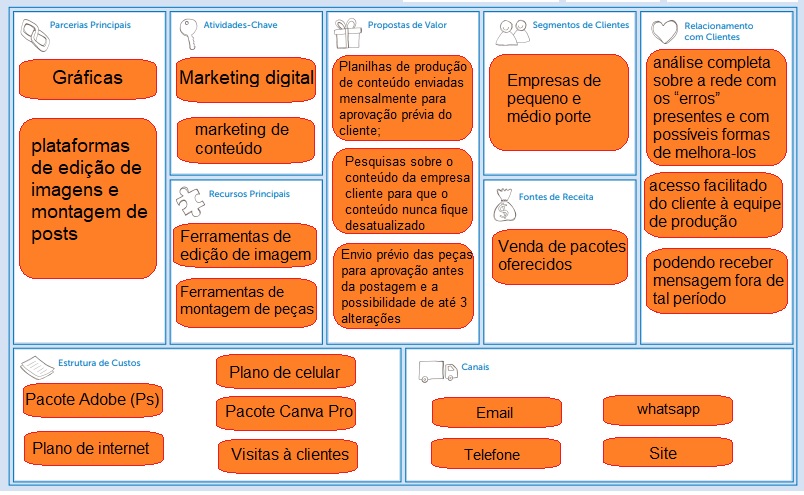 Parcerias Principais
Gráficas
plataformas
de edição de
imagens e
montagem de
posts
Atividades-Chave
Marketing digital
marketing de
conteúdo
Recursos Principais
Ferramentas de
edição de imagem
Ferramentas de
montagem de peças
Propostas de Valor
Planilhas de produção
de conteúdo enviadas
mensalmente para
aprovação prévia do
cliente;
Pesquisas sobre o
conteúdo da empresa
cliente para que o
conteúdo nunca fique
desatualizado
Envio prévio das peças
para aprovação antes
da postagem e a
possibilidade de até 3
alterações
Segmentos de Clientes
Empresas de
pequeno e
médio porte
Fontes de Receita
Venda de pacotes
oferecidos
Relacionamento
com Clientes
análise completa
sobre a rede com
os “erros”
presentes e com
possíveis formas
de melhora-los
acesso facilitado
do cliente à equipe
de produção
podendo receber
mensagem fora de
tal período
Estrutura de Custos
Pacote Adobe (Ps)
Plano de internet
Plano de celular
Pacote Canva Pro
Visitas à clientes
Canais
Email
whatsapp
Telefone
Site